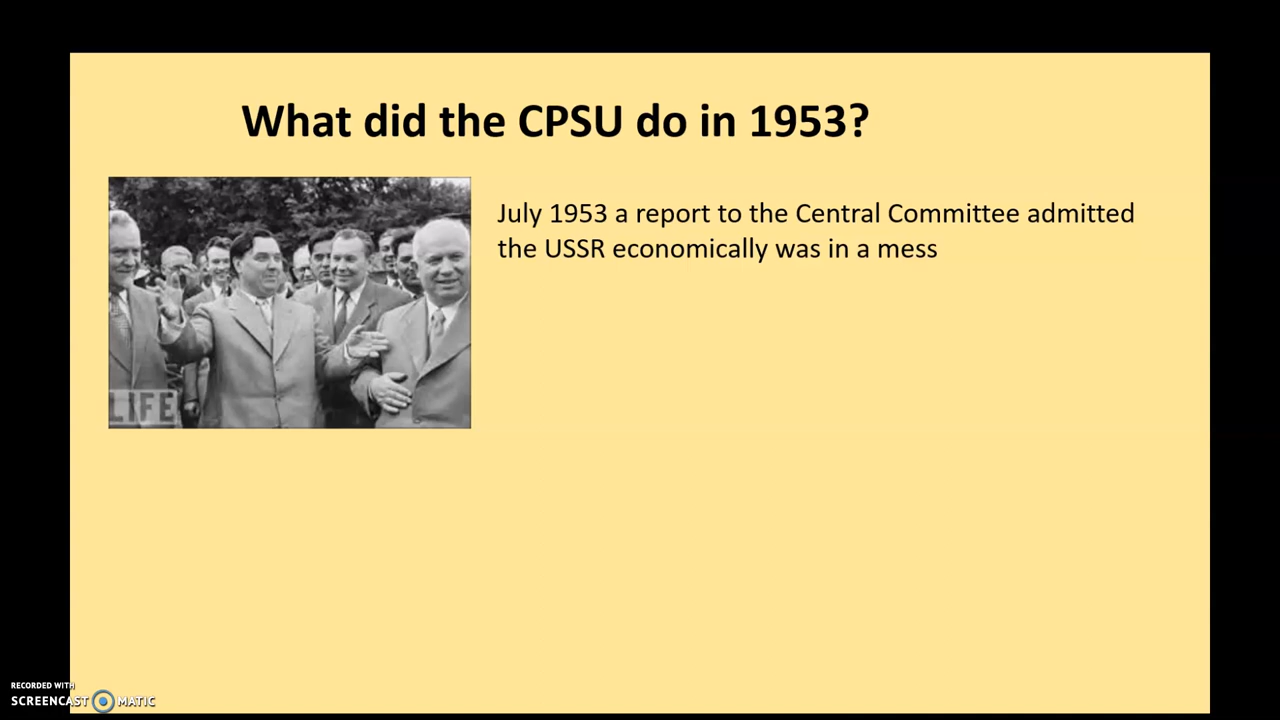 What did the CPSU do in 1953?
July 1953 a report to the Central Committee admitted
the USSR economically was in a mess
LIFE
RECORDED WITH
SCREENCAST MATIC